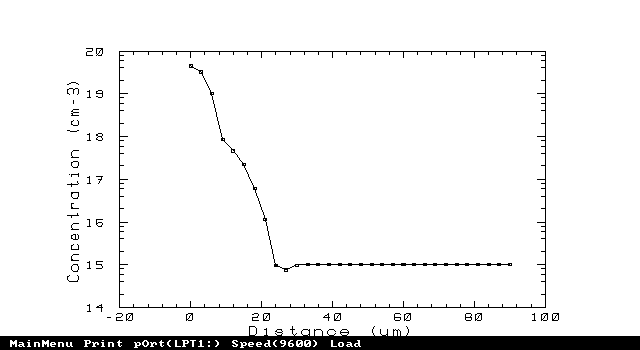 20
19
18
17
16
15
14
Concentration (cm-3)
-20 0 20 40 60 80 100
Distance (um)
MainMenu Print pOrt(LPT1:) Speed(9600) Load